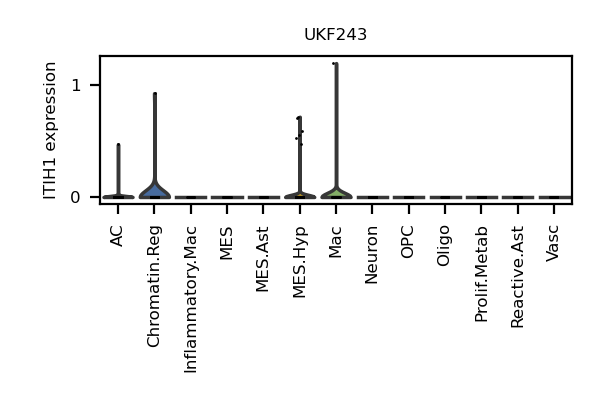 UKF243
ITIH1 expression
1
0
AC
Chromatin.Reg
Inflammatory.Mac
MES
MES.Ast
MES.Hyp
Mac
Neuron
OPC
Oligo
Prolif.Metab
Reactive.Ast
Vasc